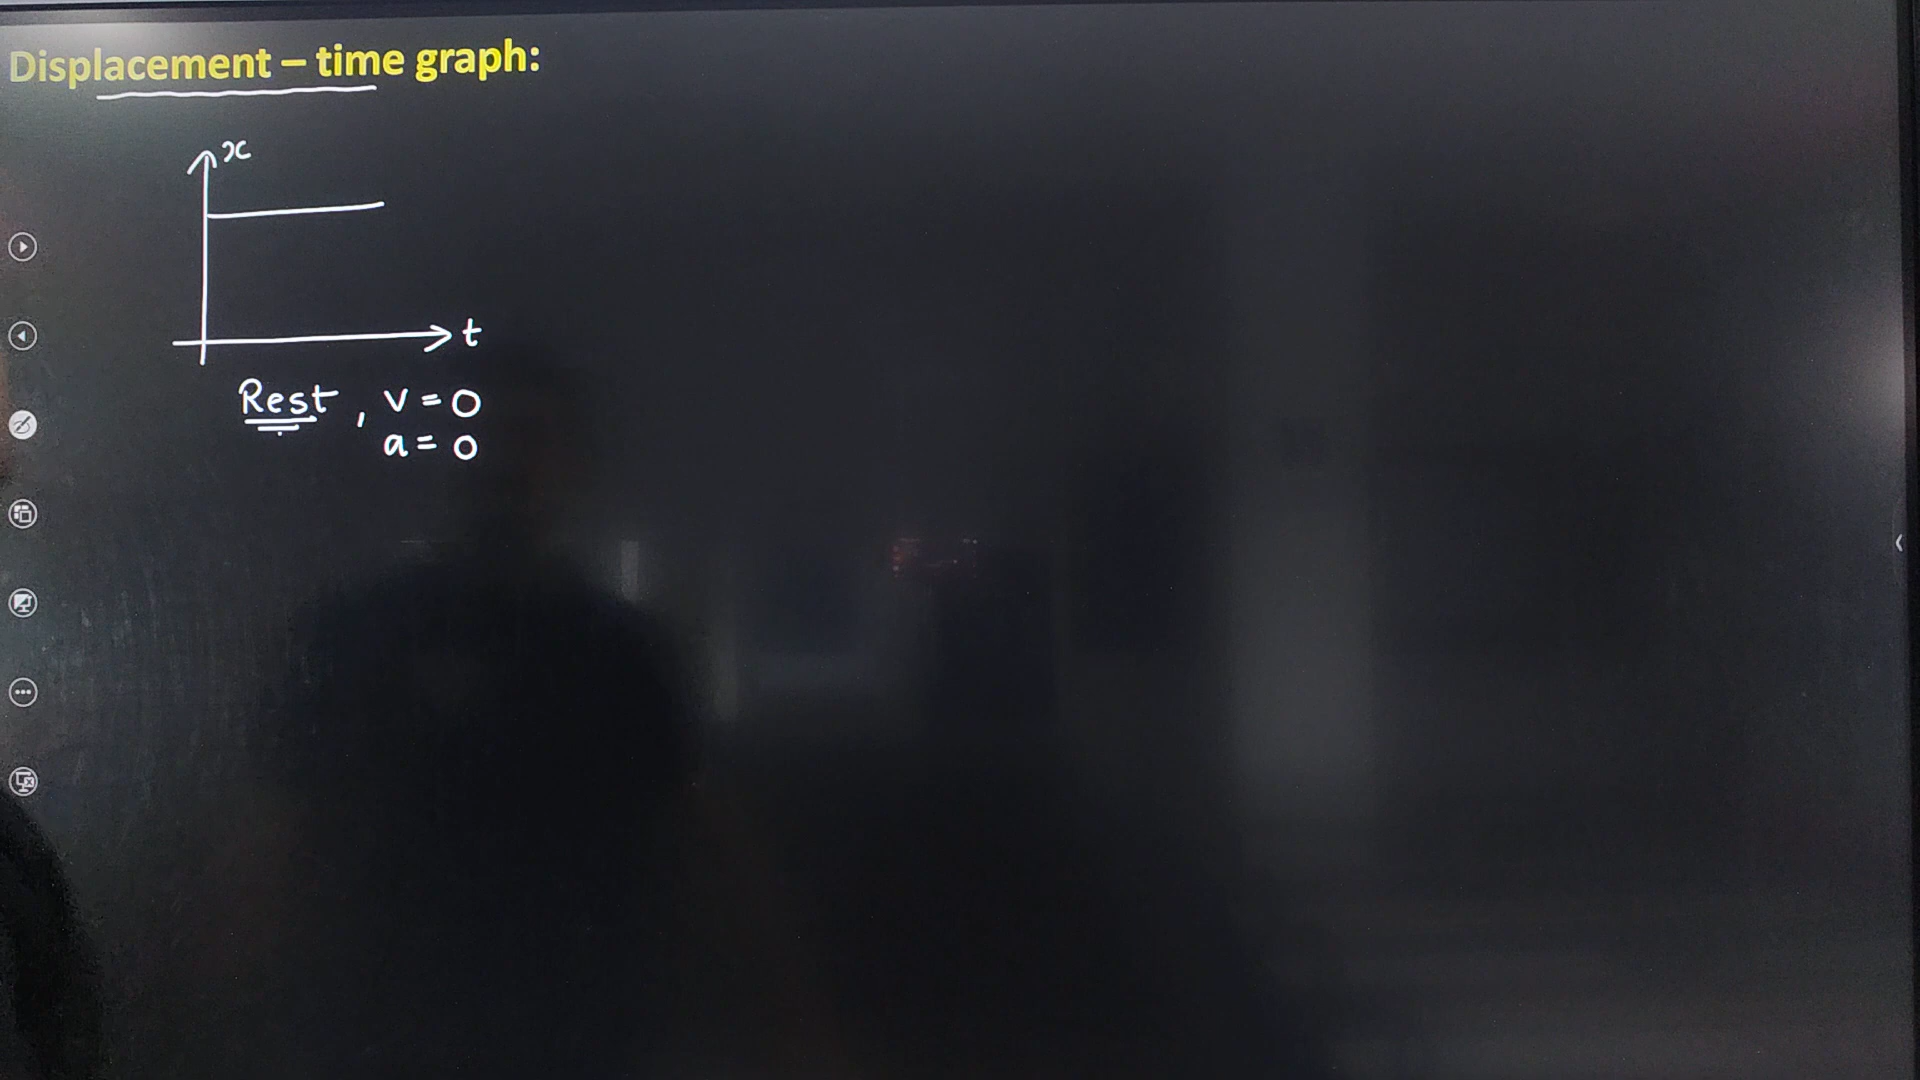 Displacement – time graph:
x
t
Rest, v = 0
a = 0